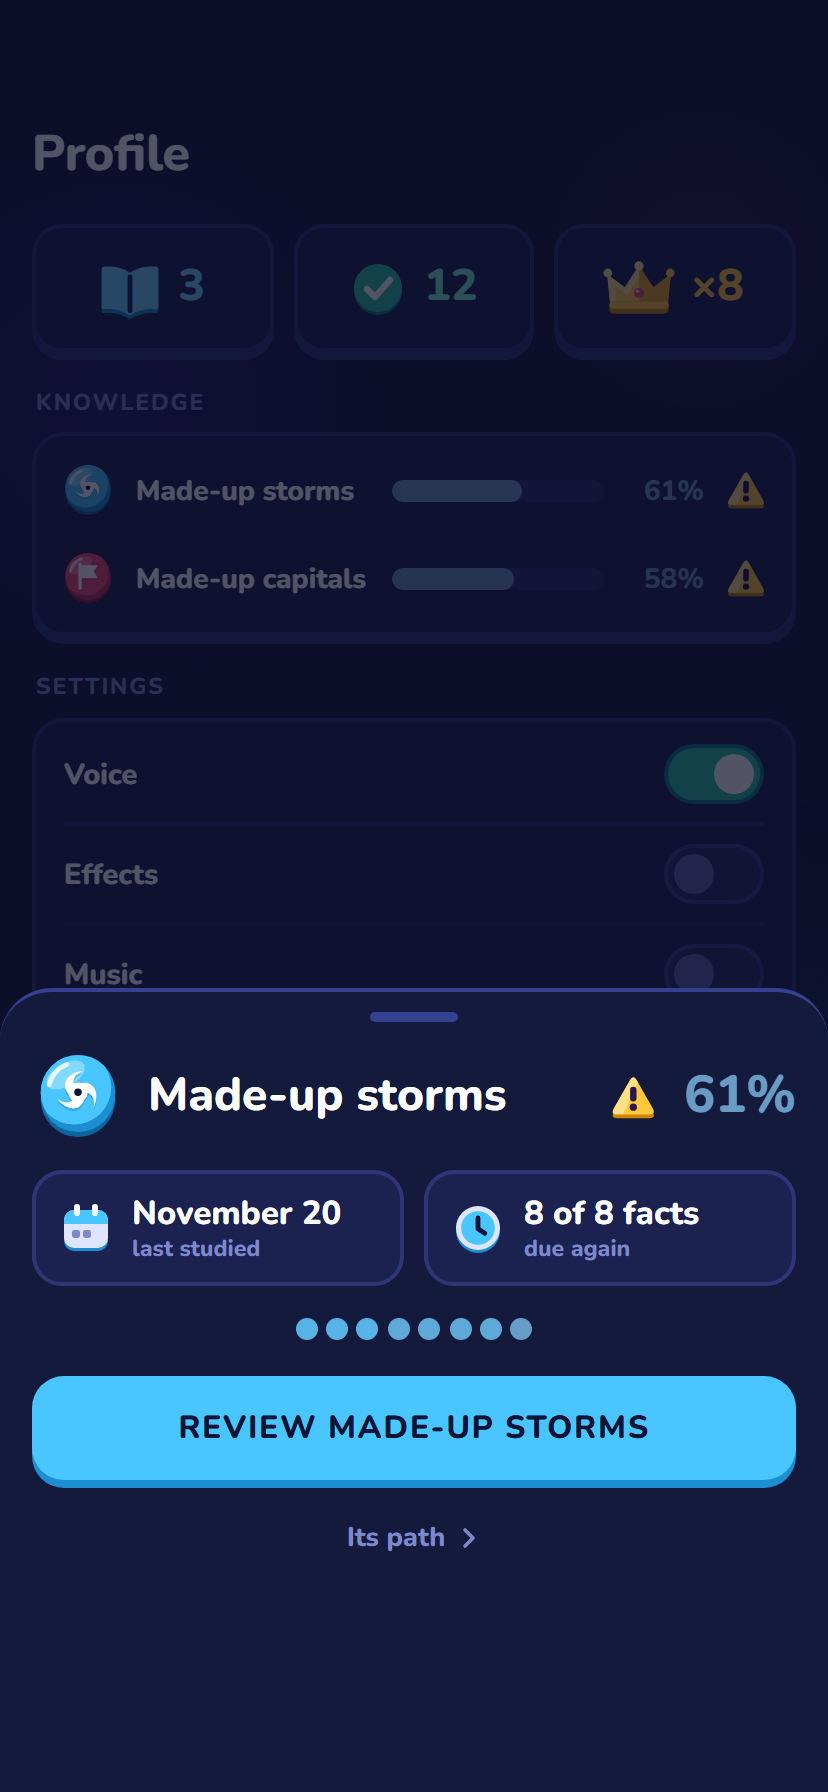 Profile
3
12
×8
KNOWLEDGE
Made-up storms 61%
Made-up capitals 58%
SETTINGS
Voice
Effects
Music
Made-up storms 61%
November 20
last studied
8 of 8 facts
due again
REVIEW MADE-UP STORMS
Its path